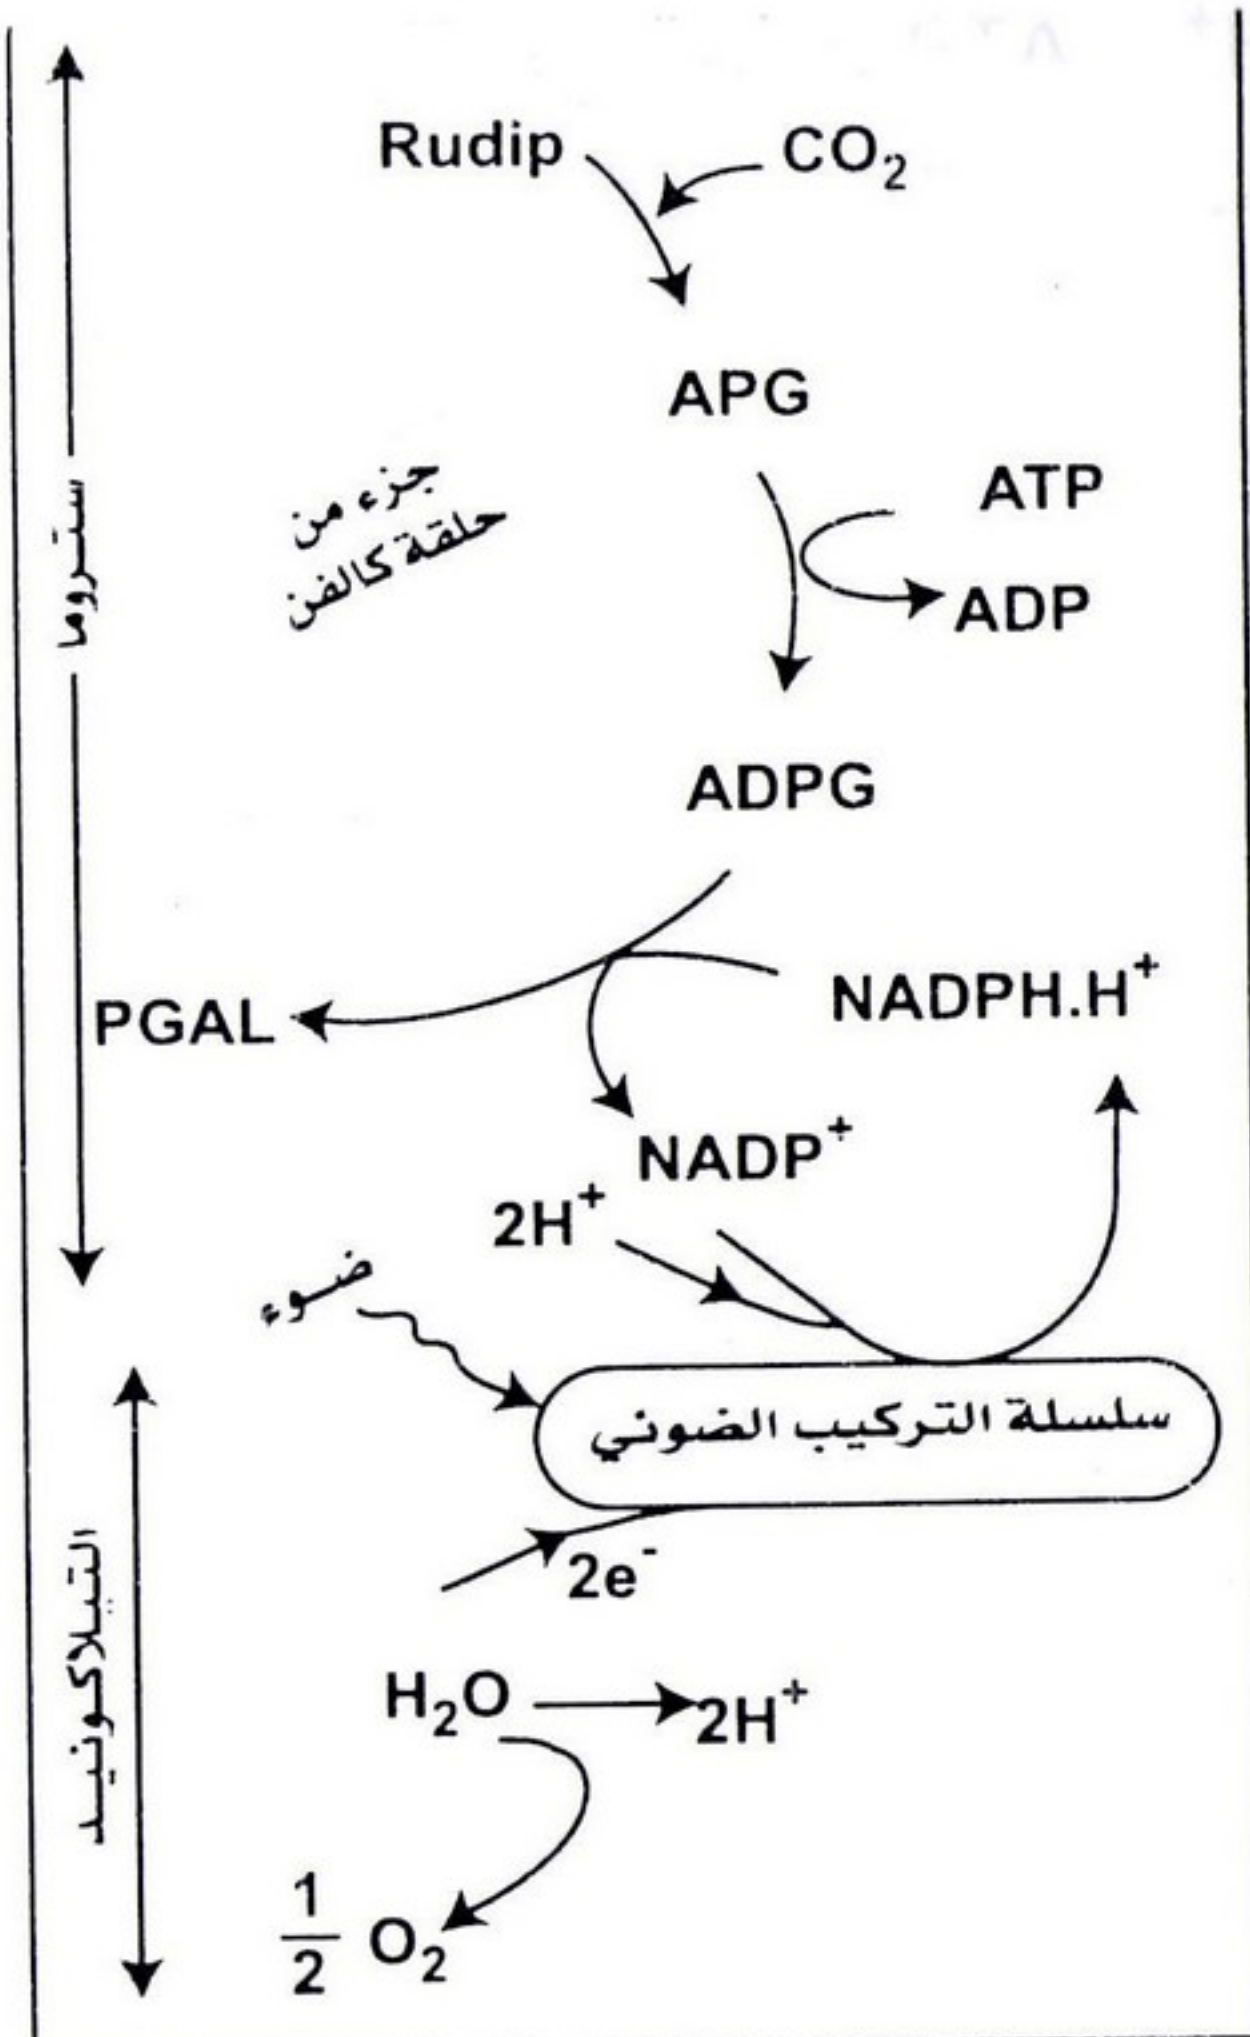 Rudip
CO₂
APG
ATP
ADP
جزء من
حلقة كالفن
ستروما
ADPG
NADPH.H⁺
PGAL
NADP⁺
2H⁺
ضوء
سلسلة التركيب الضوئي
2e⁻
التيلاكونيد
H₂O
2H⁺
1/2 O₂